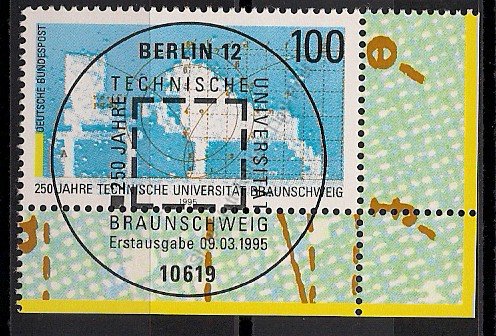 BERLIN 12
100
TECHNISCHE
UNIVERSITÄT
250 JAHRE
DEUTSCHE BUNDESPOST
250 JAHRE TECHNISCHE UNIVERSITÄT BRAUNSCHWEIG
1995
BRAUNSCHWEIG
Erstausgabe 09.03.1995
10619